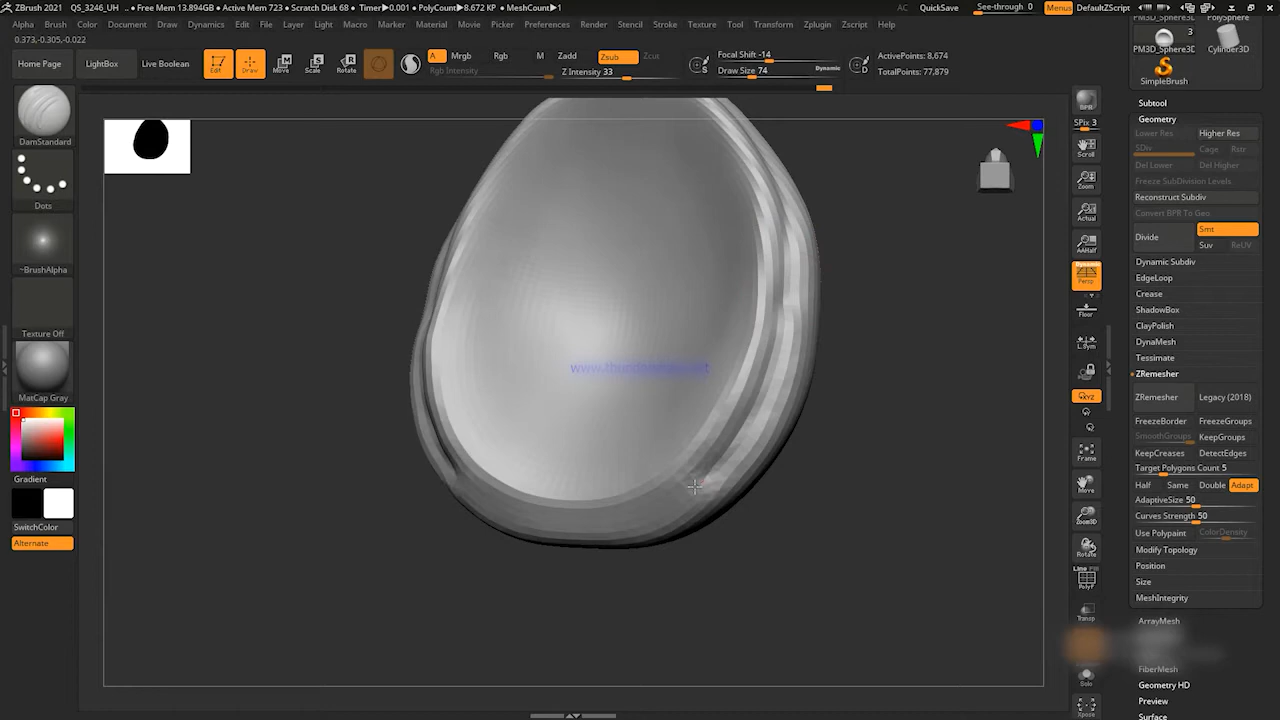 ZBrush 2021 QS_3246_UH .. • Free Mem 13.894GB • Active Mem 723 • Scratch Disk 68 • Timer▶0.001 • PolyCount▶8.672 KP • MeshCount▶1 AC QuickSave See-through 0 Menus DefaultZScript
Alpha Brush Color Document Draw Dynamics Edit File Layer Light Macro Marker Material Movie Picker Preferences Render Stencil Stroke Texture Tool Transform Zplugin Zscript Help
0.373,-0.305,-0.022
Home Page LightBox Live Boolean Edit Draw Move Scale Rotate
A Mrgb Rgb M Zadd Zsub Zcut
Rgb Intensity Z Intensity 33
S Focal Shift -14
Draw Size 74 Dynamic D
ActivePoints: 8,674
TotalPoints: 77,879
DamStandard
Dots
~BrushAlpha
Texture Off
MatCap Gray
Gradient
SwitchColor
Alternate
BPR
SPix 3
Scroll
Zoom
Actual
AAHalf
Dynamic
Persp
Floor
L.Sym
XYZ
Frame
Move
Zoom3D
Rotate
Line Fill
PolyF
Transp
Solo
Xpose
PM3D_Sphere3 PolySphere
3
PM3D_Sphere3 Cylinder3D
SimpleBrush
Subtool
Geometry
Lower Res Higher Res
SDiv Cage Rstr
Del Lower Del Higher
Freeze SubDivision Levels
Reconstruct Subdiv
Convert BPR To Geo
Divide Smt
Suv ReUV
Dynamic Subdiv
EdgeLoop
Crease
ShadowBox
ClayPolish
DynaMesh
Tessimate
ZRemesher
ZRemesher Legacy (2018)
FreezeBorder FreezeGroups
SmoothGroups KeepGroups
KeepCreases DetectEdges
Target Polygons Count 5
Half Same Double Adapt
AdaptiveSize 50
Curves Strength 50
Use Polypaint ColorDensity
Modify Topology
Position
Size
MeshIntegrity
ArrayMesh
FiberMesh
Geometry HD
Preview
Surface